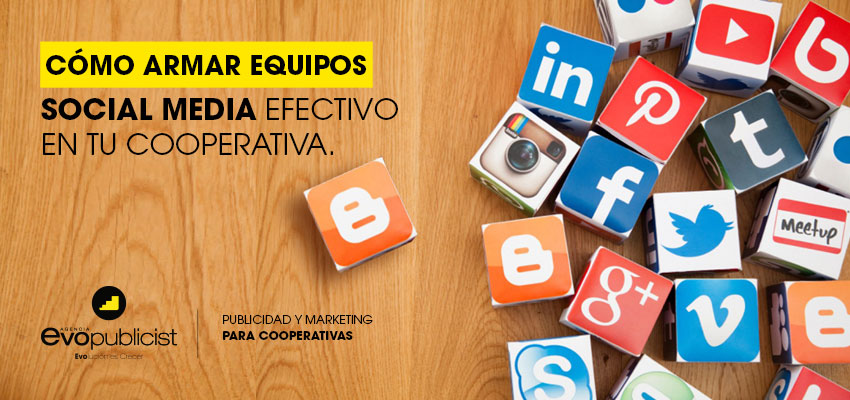 CÓMO ARMAR EQUIPOS
SOCIAL MEDIA EFECTIVO
EN TU COOPERATIVA.
AGENCIA
evopublicist
PUBLICIDAD Y MARKETING
PARA COOPERATIVAS
in
t
f
Meetup
g+